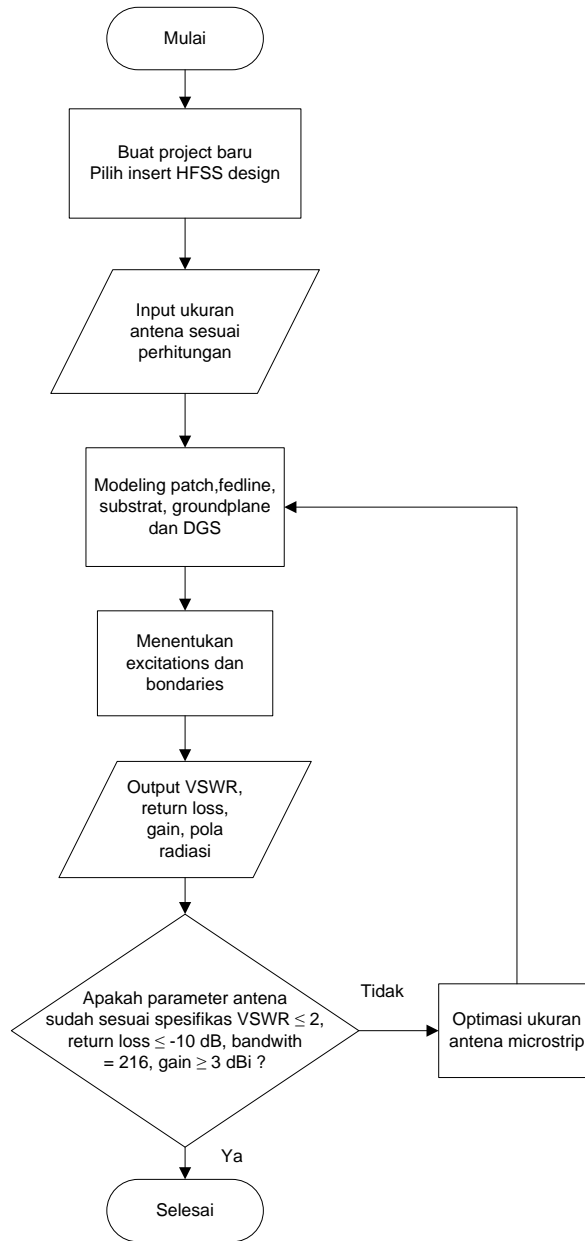 Mulai
Buat project baru
Pilih insert HFSS design
Input ukuran
antena sesuai
perhitungan
Modeling patch,fedline,
substrat, groundplane
dan DGS
Menentukan
excitations dan
bondaries
Output VSWR,
return loss,
gain, pola
radiasi
Apakah parameter antena
sudah sesuai spesifikas VSWR ≤ 2,
return loss ≤ -10 dB, bandwith
= 216, gain ≥ 3 dBi ?
Tidak
Optimasi ukuran
antena microstrip
Ya
Selesai